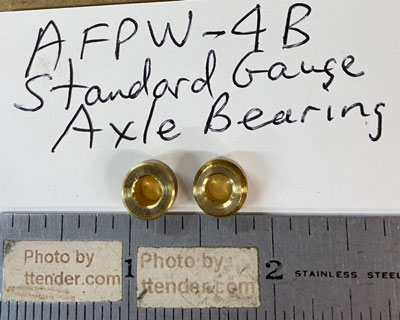 AFPW-4B
Standard Gauge
Axle Bearing
Photo by
ttender.com
1
Photo by
ttender.com
2
STAINLESS STEEL